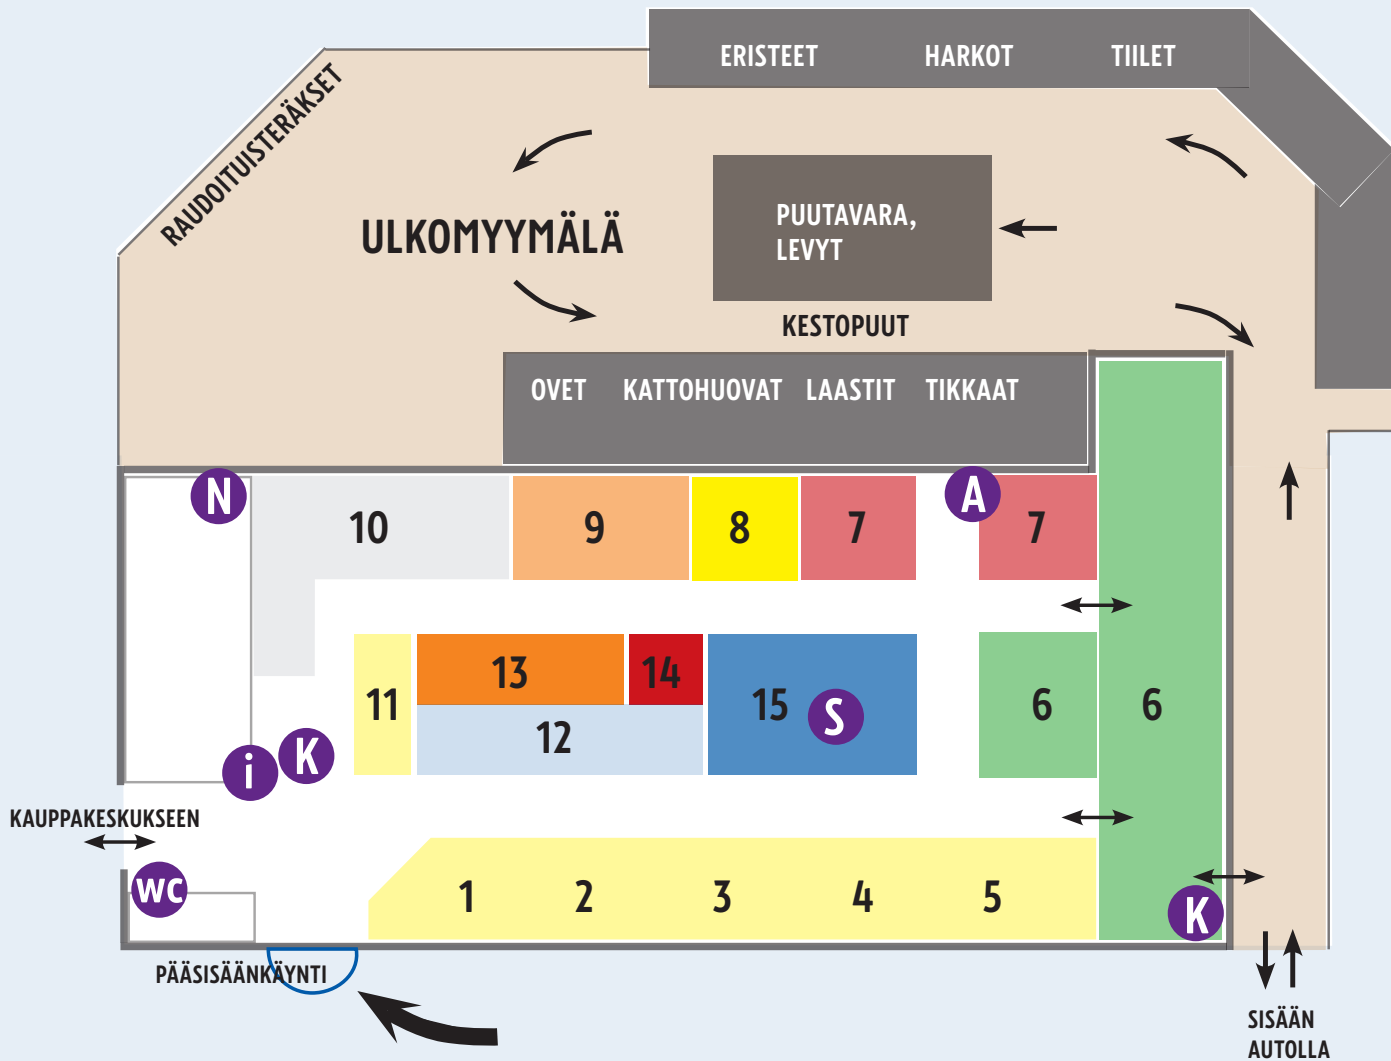 ERISTEET HARKOT TIILET
RAUDOITUISTERÄKSET
ULKOMYYMÄLÄ
PUUTAVARA,
LEVYT
KESTOPUUT
OVET KATTOHUOVAT LAASTIT TIKKAAT
N A
10 9 8 7 7
13 14
11 12 15 S 6 6
i K
KAUPPAKESKUKSEEN
WC
1 2 3 4 5
K
PÄÄSISÄÄNKÄYNTI
SISÄÄN
AUTOLLA